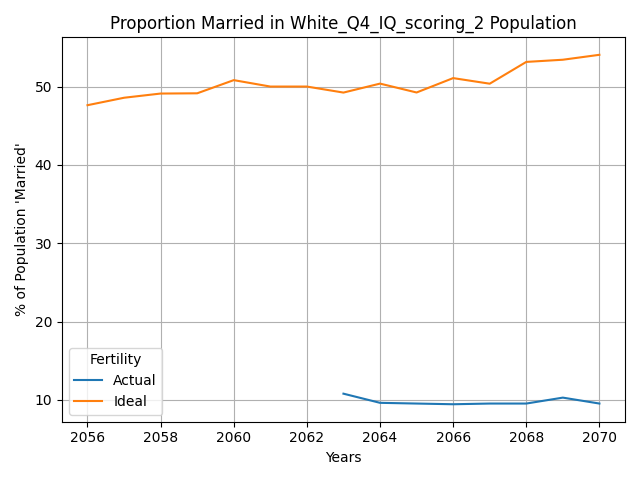 Proportion Married in White_Q4_IQ_scoring_2 Population
% of Population 'Married'
50
40
30
20
10
Fertility
Actual
Ideal
2056 2058 2060 2062 2064 2066 2068 2070
Years